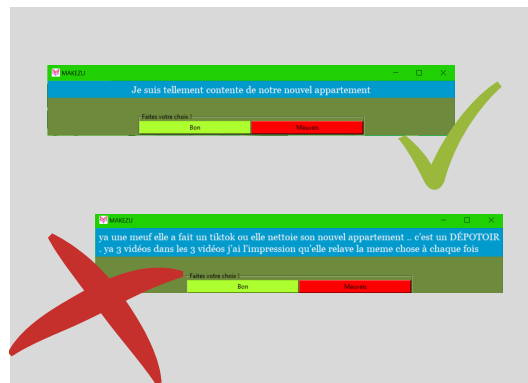 MAKEZU
Je suis tellement contente de notre nouvel appartement
Faites votre choix !
Bon
Mauvais
MAKEZU
ya une meuf elle a fait un tiktok ou elle nettoie son nouvel appartement .. c'est un DÉPOTOIR
. ya 3 vidéos dans les 3 vidéos j'ai l'impression qu'elle relave la meme chose à chaque fois
Faites votre choix !
Bon
Mauvais